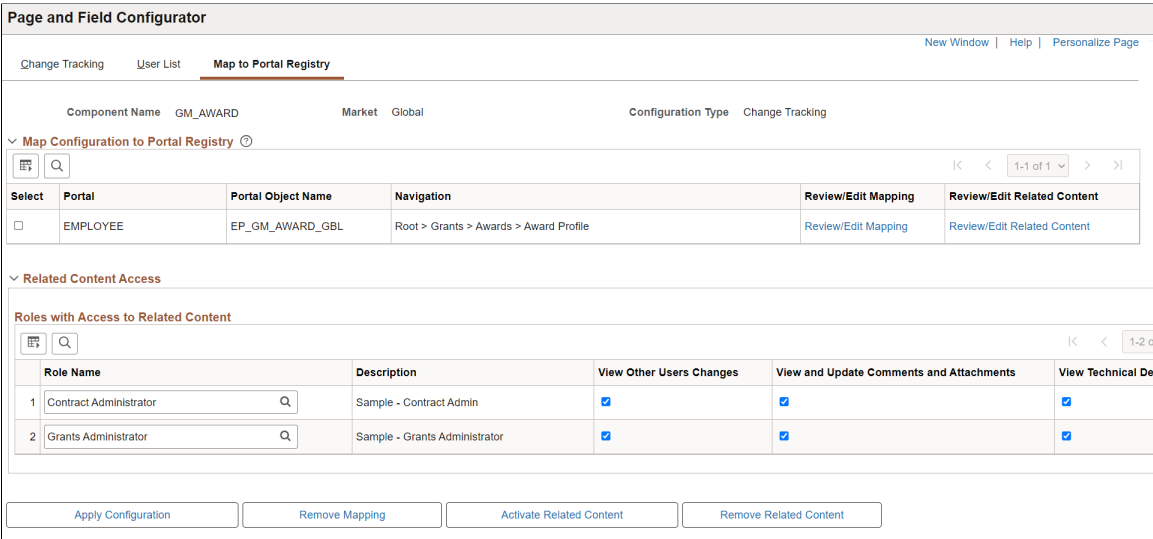 Page and Field Configurator
New Window | Help | Personalize Page
Change Tracking User List Map to Portal Registry
Component Name GM_AWARD Market Global Configuration Type Change Tracking
Map Configuration to Portal Registry ?
1-1 of 1
Select Portal Portal Object Name Navigation Review/Edit Mapping Review/Edit Related Content
EMPLOYEE EP_GM_AWARD_GBL Root > Grants > Awards > Award Profile Review/Edit Mapping Review/Edit Related Content
Related Content Access
Roles with Access to Related Content
1-2 o
Role Name Description View Other Users Changes View and Update Comments and Attachments View Technical De
1 Contract Administrator Sample - Contract Admin
2 Grants Administrator Sample - Grants Administrator
Apply Configuration Remove Mapping Activate Related Content Remove Related Content